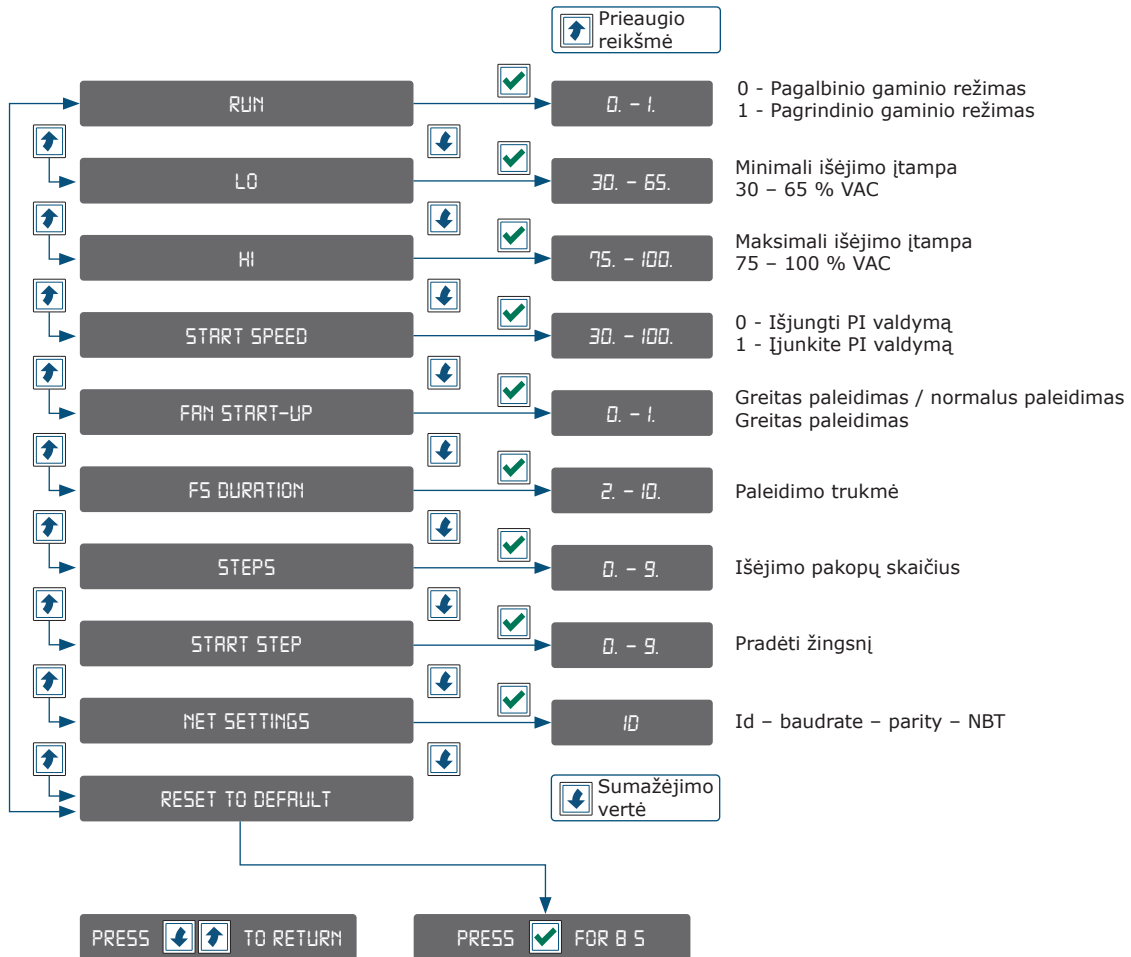 Prieaugio
reikšmė
RUN
0. – 1.
0 - Pagalbinio gaminio režimas
1 - Pagrindinio gaminio režimas
LO
30. – 65.
Minimali išėjimo įtampa
30 – 65 % VAC
HI
75. – 100.
Maksimali išėjimo įtampa
75 – 100 % VAC
START SPEED
30. – 100.
0 - Išjungti PI valdymą
1 - Įjunkite PI valdymą
FAN START-UP
0. – 1.
Greitas paleidimas / normalus paleidimas
Greitas paleidimas
FS DURATION
2. – 10.
Paleidimo trukmė
STEPS
0. – 9.
Išėjimo pakopų skaičius
START STEP
0. – 9.
Pradėti žingsnį
NET SETTINGS
ID
Id – baudrate – parity – NBT
RESET TO DEFAULT
Sumažėjimo
vertė
PRESS TO RETURN
PRESS FOR 8 S